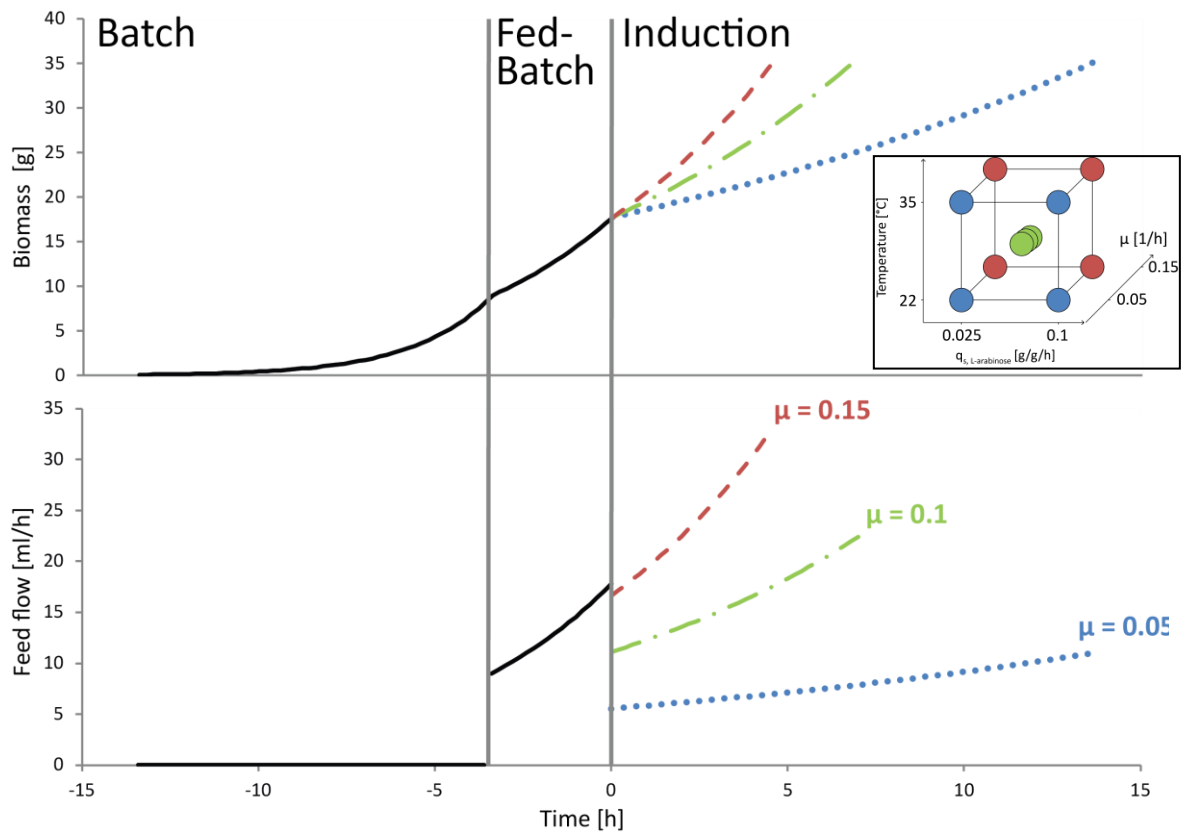 Batch
Fed-
Batch
Induction
Biomass [g]
40
35
30
25
20
15
10
5
0
Temperature [°C]
35
22
μ [1/h]
0.15
0.05
0.025
0.1
qs, L-arabinose [g/g/h]
Feed flow [ml/h]
35
30
25
20
15
10
5
0
μ = 0.15
μ = 0.1
μ = 0.05
-15
-10
-5
0
5
10
15
Time [h]